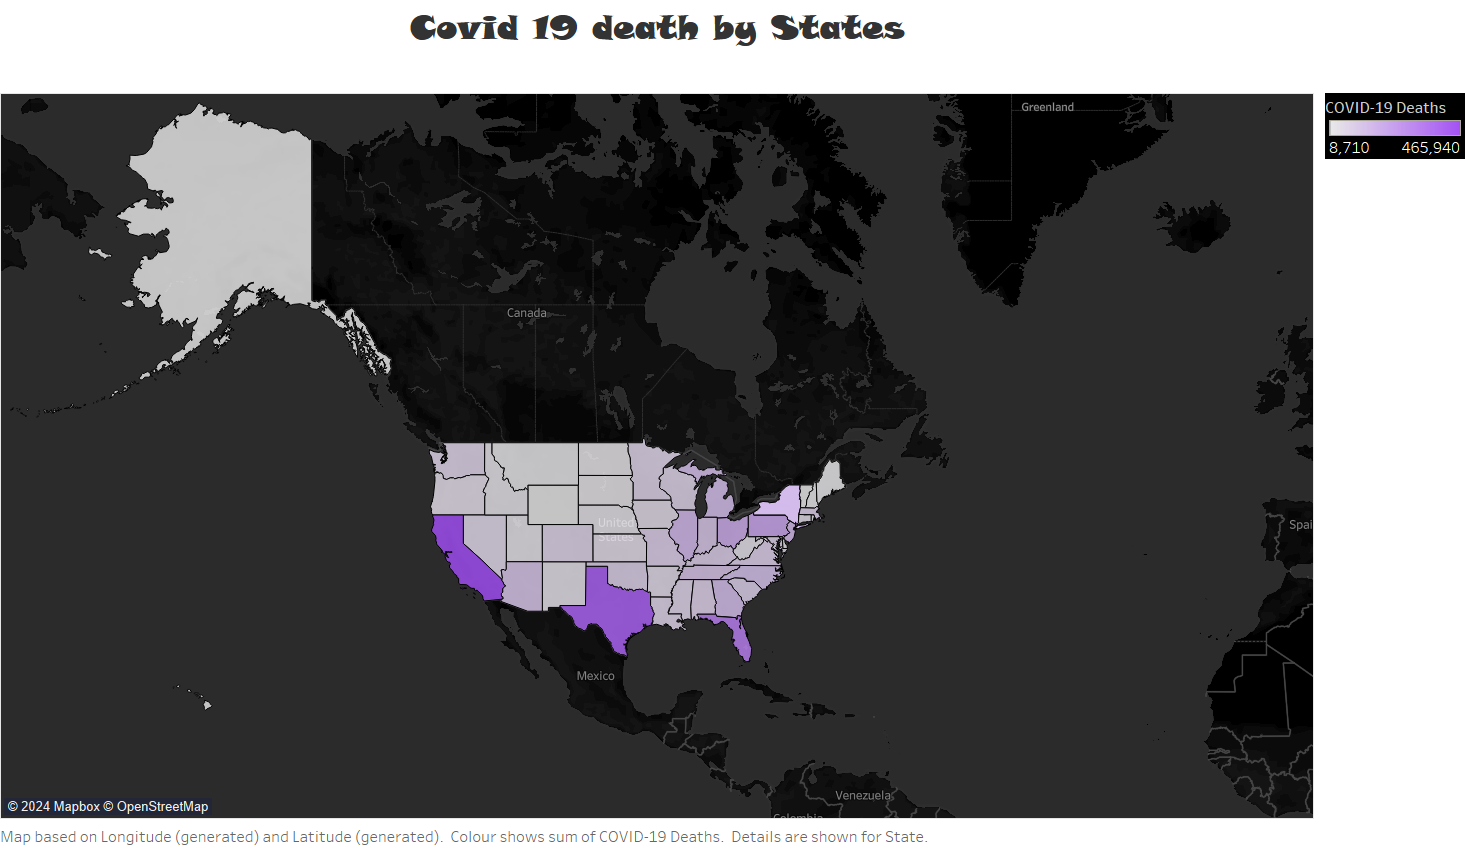 Covid 19 death by States
Greenland
COVID-19 Deaths
8,710 465,940
Canada
United
States
Spai
Mexico
Venezuela
Colombia
© 2024 Mapbox © OpenStreetMap
Map based on Longitude (generated) and Latitude (generated).  Colour shows sum of COVID-19 Deaths.  Details are shown for State.